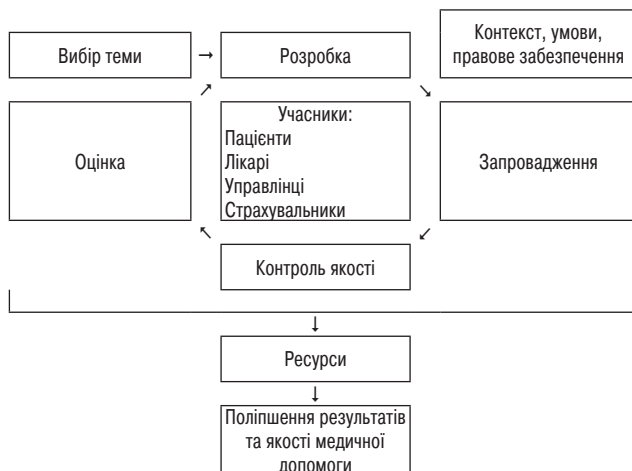 Вибір теми
→
Розробка
Контекст, умови,
правове забезпечення
Оцінка
Учасники:
Пацієнти
Лікарі
Управлінці
Страхувальники
Запровадження
Контроль якості
Ресурси
Поліпшення результатів
та якості медичної
допомоги